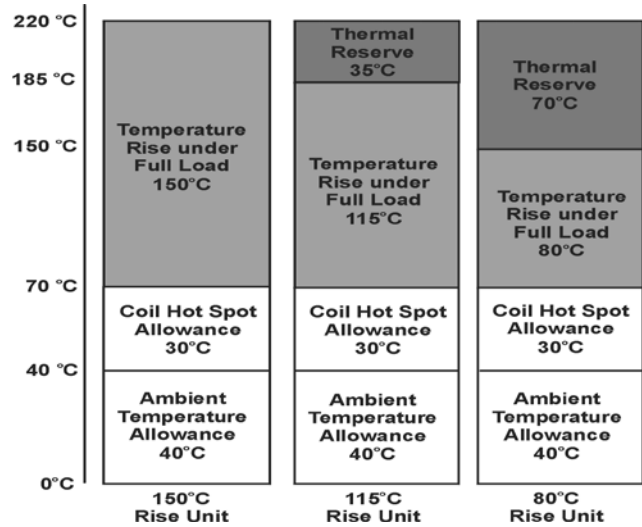 220 °C
185 °C
150 °C
70 °C
40 °C
0°C
Temperature
Rise under
Full Load
150°C
Coil Hot Spot
Allowance
30°C
Ambient
Temperature
Allowance
40°C
150°C
Rise Unit
Thermal
Reserve
35°C
Temperature
Rise under
Full Load
115°C
Coil Hot Spot
Allowance
30°C
Ambient
Temperature
Allowance
40°C
115°C
Rise Unit
Thermal
Reserve
70°C
Temperature
Rise under
Full Load
80°C
Coil Hot Spot
Allowance
30°C
Ambient
Temperature
Allowance
40°C
80°C
Rise Unit